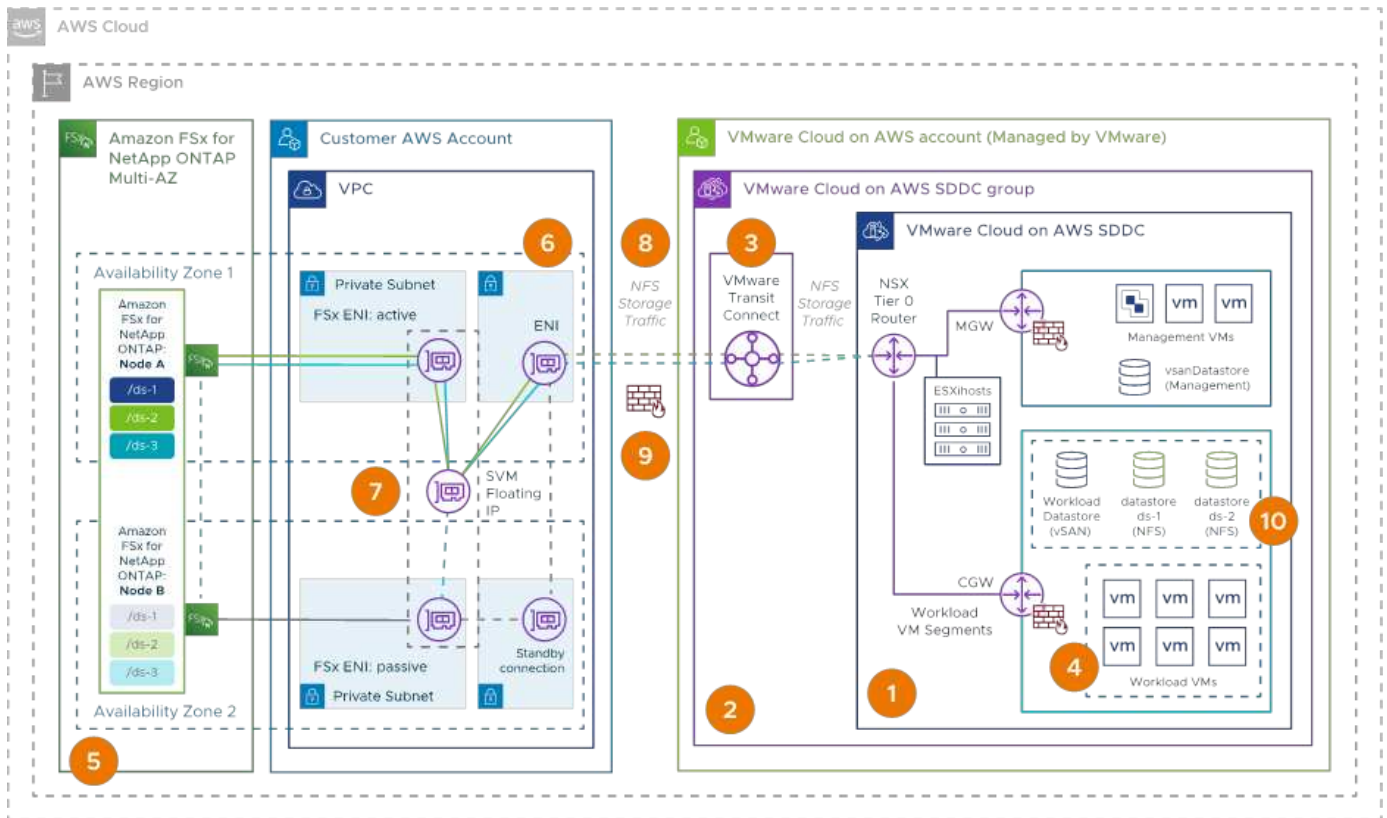 aws
AWS Cloud
AWS Region
FSx
Amazon FSx for
NetApp ONTAP
Multi-AZ
Availability Zone 1
Amazon
FSx for
NetApp
ONTAP:
Node A
/ds-1
/ds-2
/ds-3
FSx
Amazon
FSx for
NetApp
ONTAP:
Node B
/ds-1
/ds-2
/ds-3
FSx
Availability Zone 2
5
Customer AWS Account
VPC
6
Private Subnet
FSx ENI: active
ENI
7
SVM
Floating
IP
FSx ENI: passive
Private Subnet
Standby
connection
8
NFS
Storage
Traffic
9
VMware Cloud on AWS account (Managed by VMware)
VMware Cloud on AWS SDDC group
3
VMware
Transit
Connect
NFS
Storage
Traffic
2
VMware Cloud on AWS SDDC
NSX
Tier 0
Router
MGW
ESXihosts
vm
vm
Management VMs
vsanDatastore
(Management)
Workload
Datastore
(vSAN)
datastore
ds-1
(NFS)
datastore
ds-2
(NFS)
10
CGW
Workload
VM Segments
vm
vm
vm
vm
vm
vm
4
Workload VMs
1